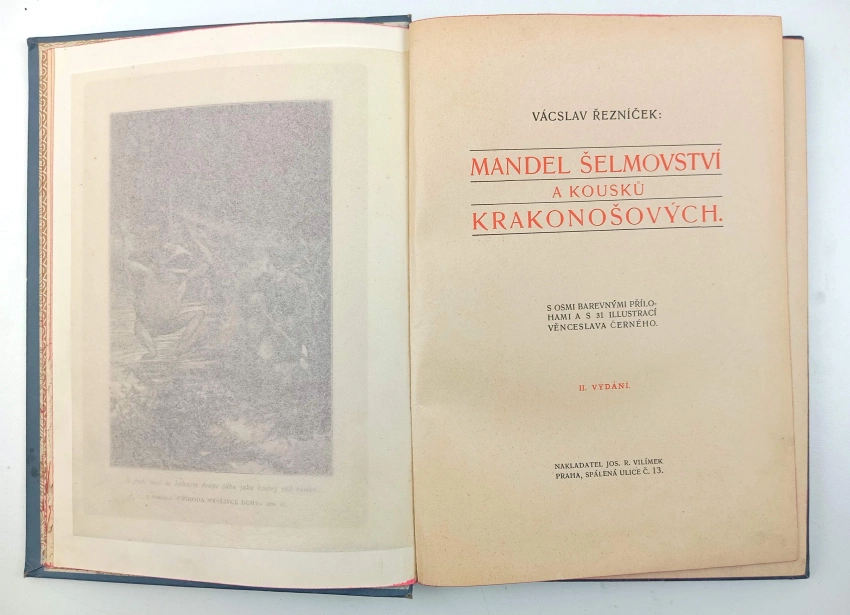 VÁCSLAV ŘEZNÍČEK:
MANDEL ŠELMOVSTVÍ
A KOUSKŮ
KRAKONOŠOVÝCH.
S OSMI BAREVNÝMI PŘÍLO-
HAMI A S 31 ILLUSTRACÍ
VĚNCESLAVA ČERNÉHO.
II. VYDÁNÍ.
NAKLADATEL JOS. R. VILÍMEK
PRAHA, SPÁLENÁ ULICE Č. 13.